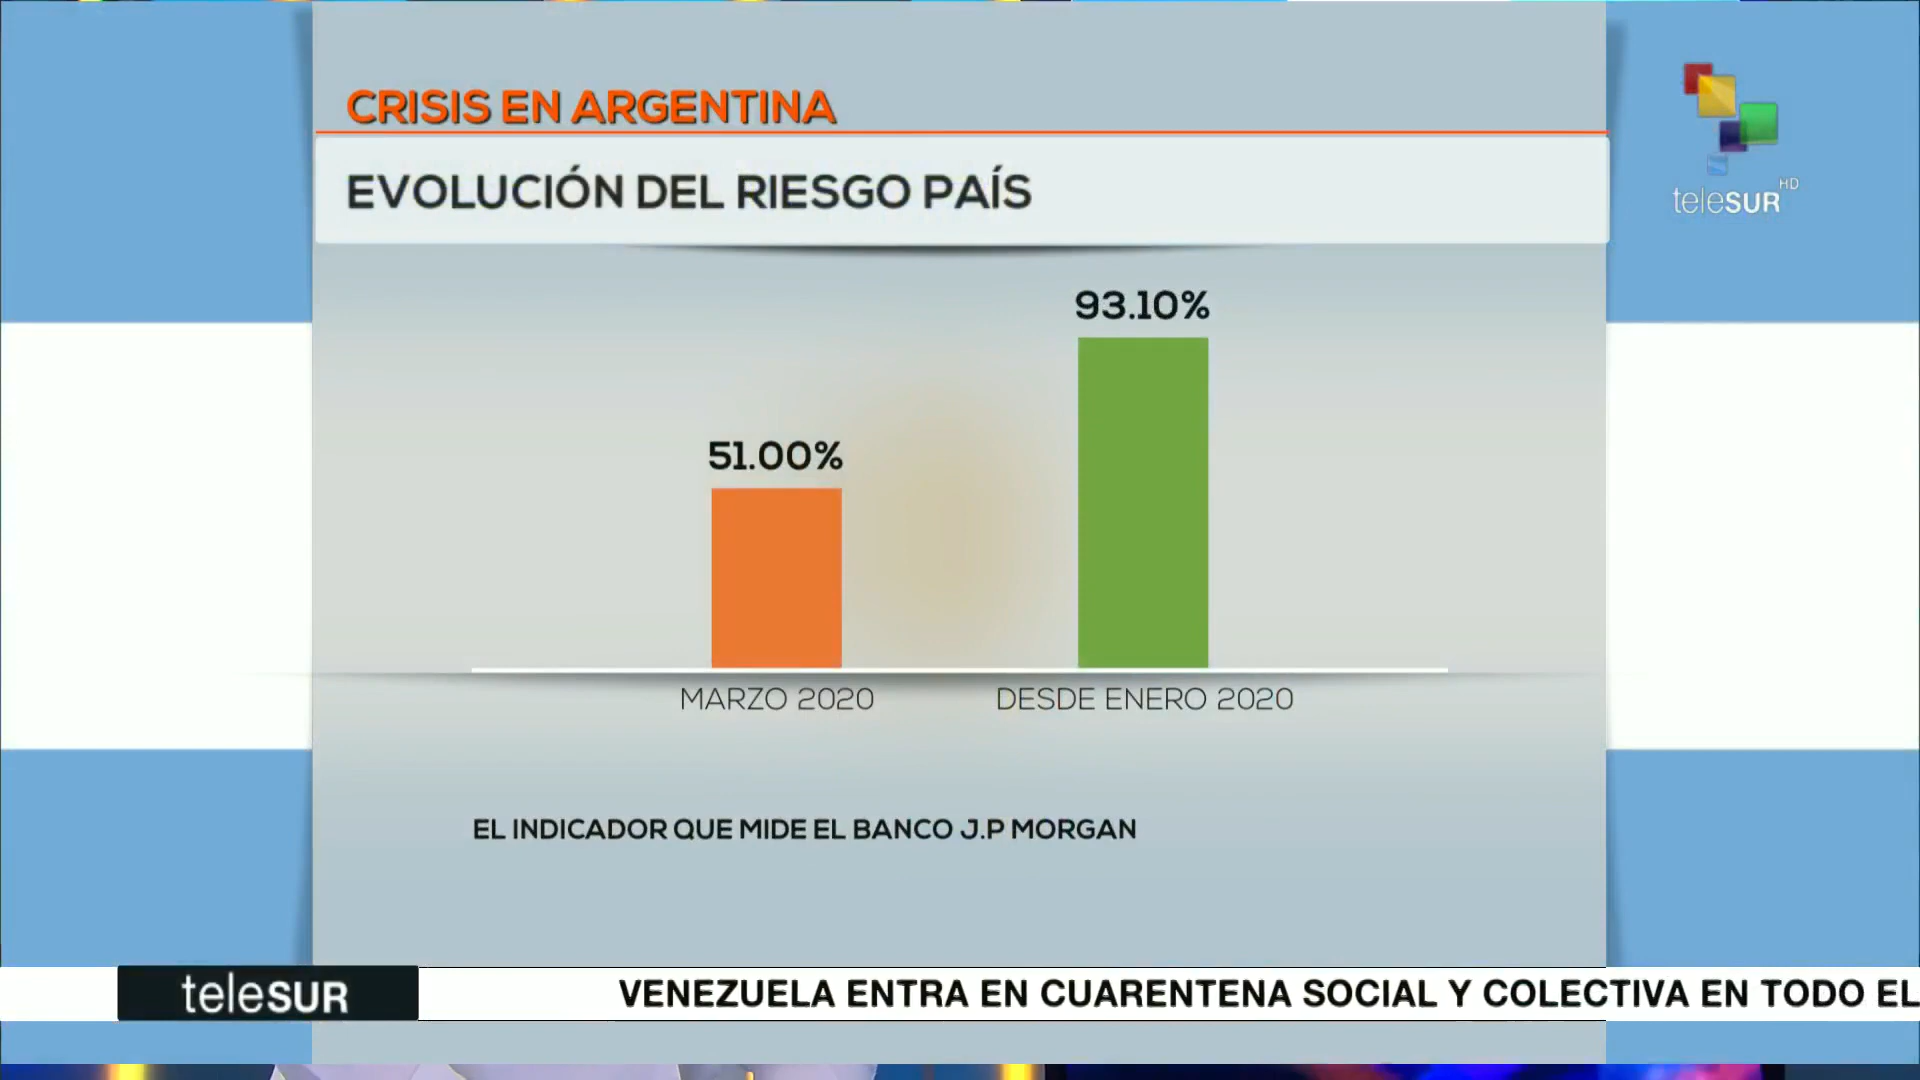 CRISIS EN ARGENTINA
EVOLUCIÓN DEL RIESGO PAÍS
HD
teleSUR
93.10%
51.00%
MARZO 2020
DESDE ENERO 2020
EL INDICADOR QUE MIDE EL BANCO J.P MORGAN
teleSUR
VENEZUELA ENTRA EN CUARENTENA SOCIAL Y COLECTIVA EN TODO EL